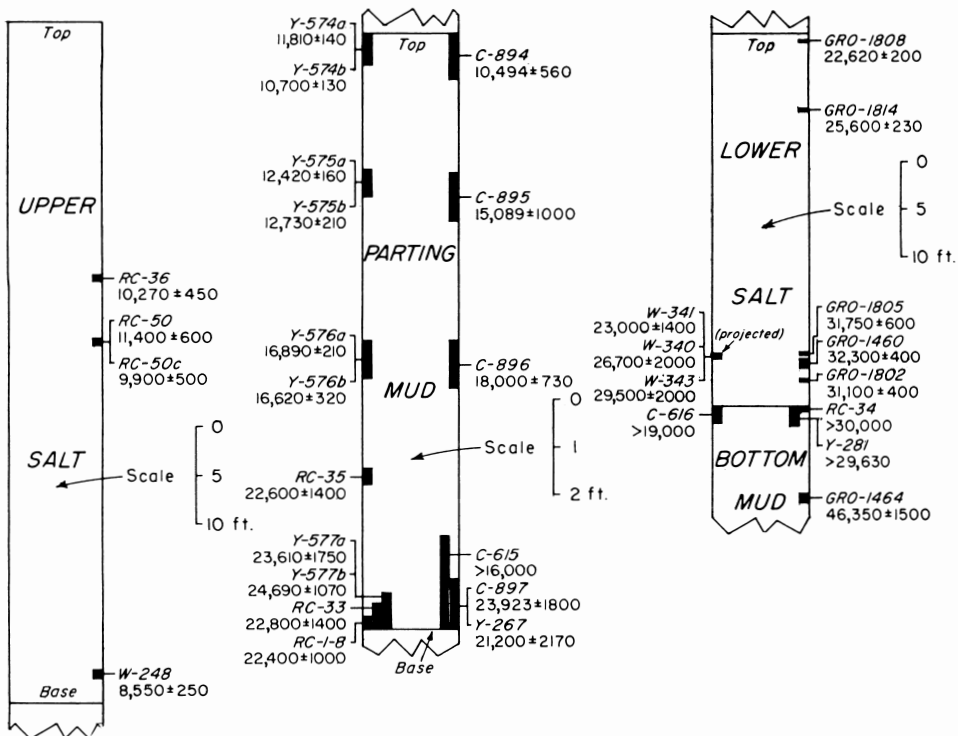 Top
UPPER
RC-36
10,270±450
RC-50
11,400±600
RC-50c
9,900±500
SALT
Scale
0
5
10 ft.
W-248
8,550±250
Base
Y-574a
11,810±140
Y-574b
10,700±130
Top
C-894
10,494±560
Y-575a
12,420±160
Y-575b
12,730±210
C-895
15,089±1000
PARTING
Y-576a
16,890±210
Y-576b
16,620±320
C-896
18,000±730
MUD
Scale
0
1
2 ft.
RC-35
22,600±1400
Y-577a
23,610±1750
Y-577b
24,690±1070
RC-33
22,800±1400
RC-1-8
22,400±1000
C-615
>16,000
C-897
23,923±1800
Y-267
21,200±2170
Base
Top
GRO-1808
22,620±200
GRO-1814
25,600±230
LOWER
Scale
0
5
10 ft.
SALT
W-341
23,000±1400
(projected)
W-340
26,700±2000
W-343
29,500±2000
GRO-1805
31,750±600
GRO-1460
32,300±400
GRO-1802
31,100±400
C-616
>19,000
RC-34
>30,000
Y-281
>29,630
BOTTOM
MUD
GRO-1464
46,350±1500